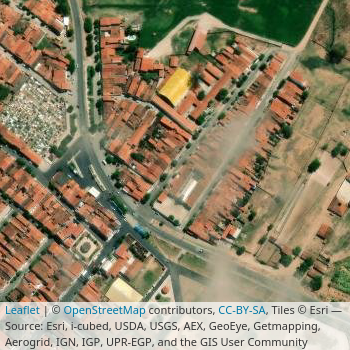 Leaflet | © OpenStreetMap contributors, CC-BY-SA, Tiles © Esri —
Source: Esri, i-cubed, USDA, USGS, AEX, GeoEye, Getmapping,
Aerogrid, IGN, IGP, UPR-EGP, and the GIS User Community